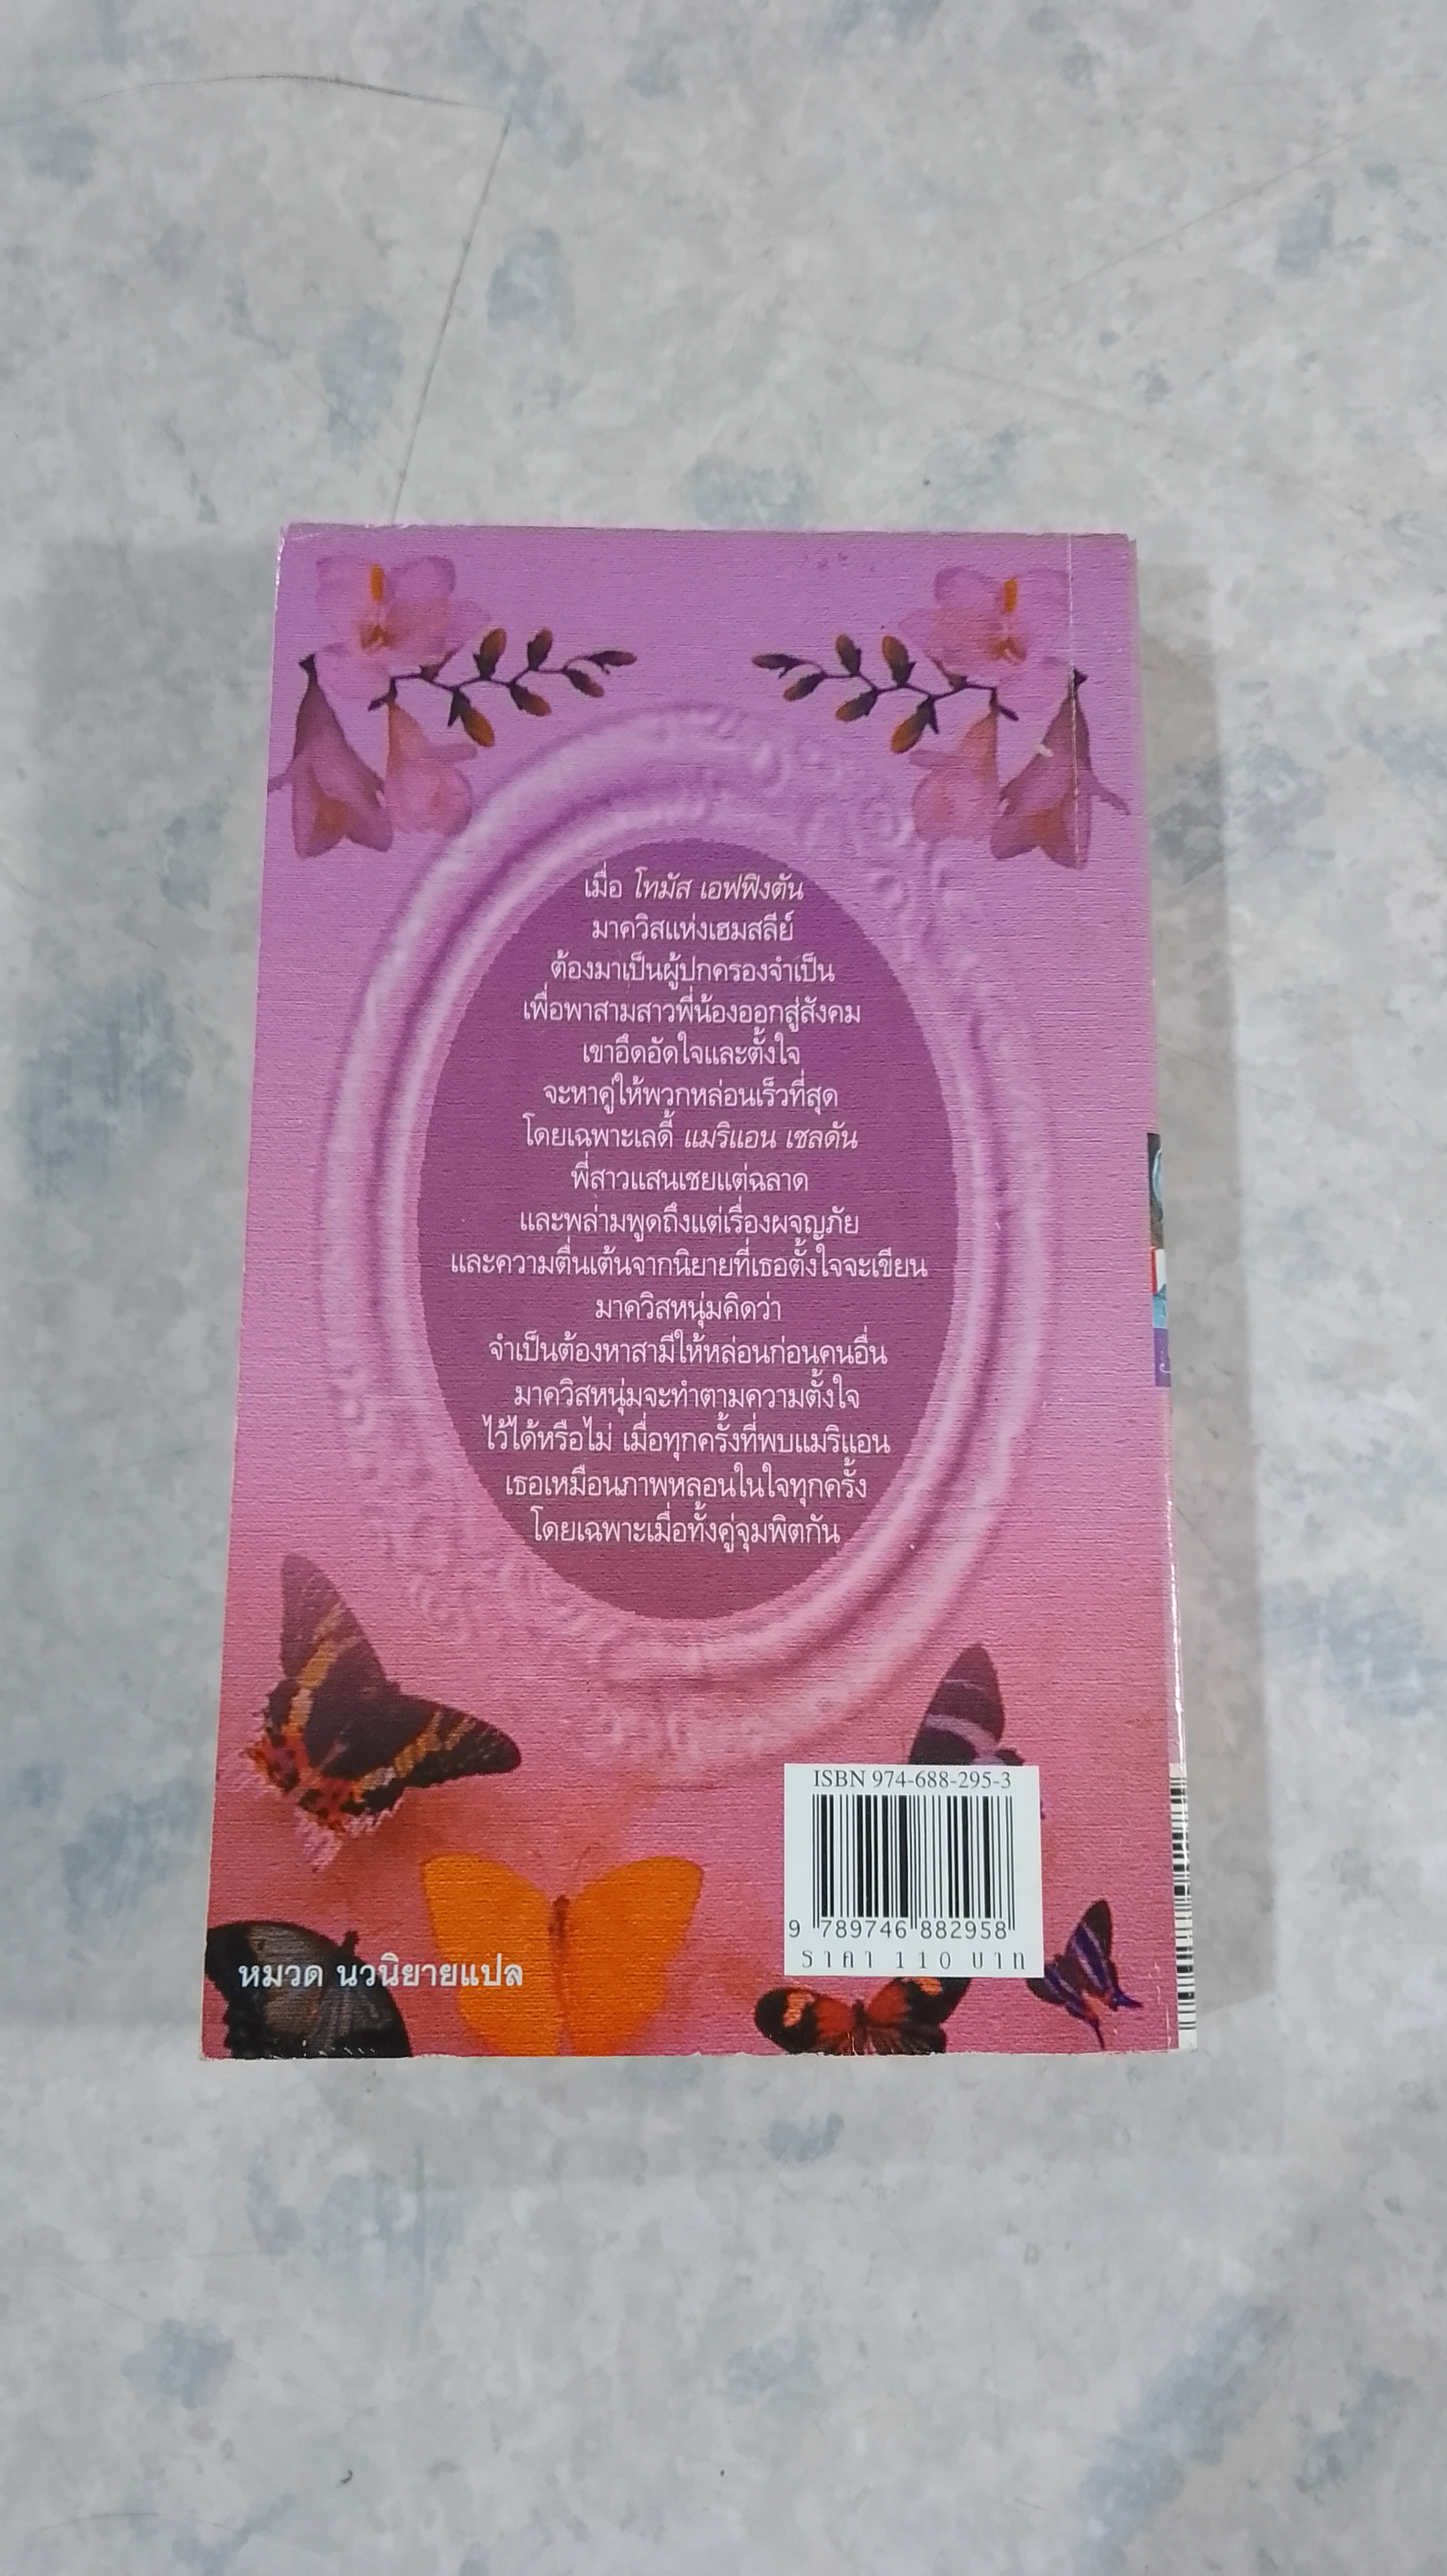 เมื่อ โทมัส เอฟฟิงตัน
มาควิสแห่งเฮมสลีย์
ต้องมาเป็นผู้ปกครองจำเป็น
เพื่อพาสามสาวพี่น้องออกสู่สังคม
เขาอึดอัดใจและตั้งใจ
จะหาคู่ให้พวกหล่อนเร็วที่สุด
โดยเฉพาะเลดี้ แมริแอน เชลตัน
พี่สาวแสนเชยแต่ฉลาด
และพล่ามพูดถึงแต่เรื่องผจญภัย
และความตื่นเต้นจากนิยายที่เธอตั้งใจจะเขียน
มาควิสหนุ่มคิดว่า
จำเป็นต้องหาสามีให้หล่อนก่อนคนอื่น
มาควิสหนุ่มจะทำตามความตั้งใจ
ไว้ได้หรือไม่ เมื่อทุกครั้งที่พบแมริแอน
เธอเหมือนภาพหลอนในใจทุกครั้ง
โดยเฉพาะเมื่อทั้งคู่จุมพิตกัน
ISBN 974-688-295-3
9 789746 882958
ราคา 110 บาท
หมวด นวนิยายแปล